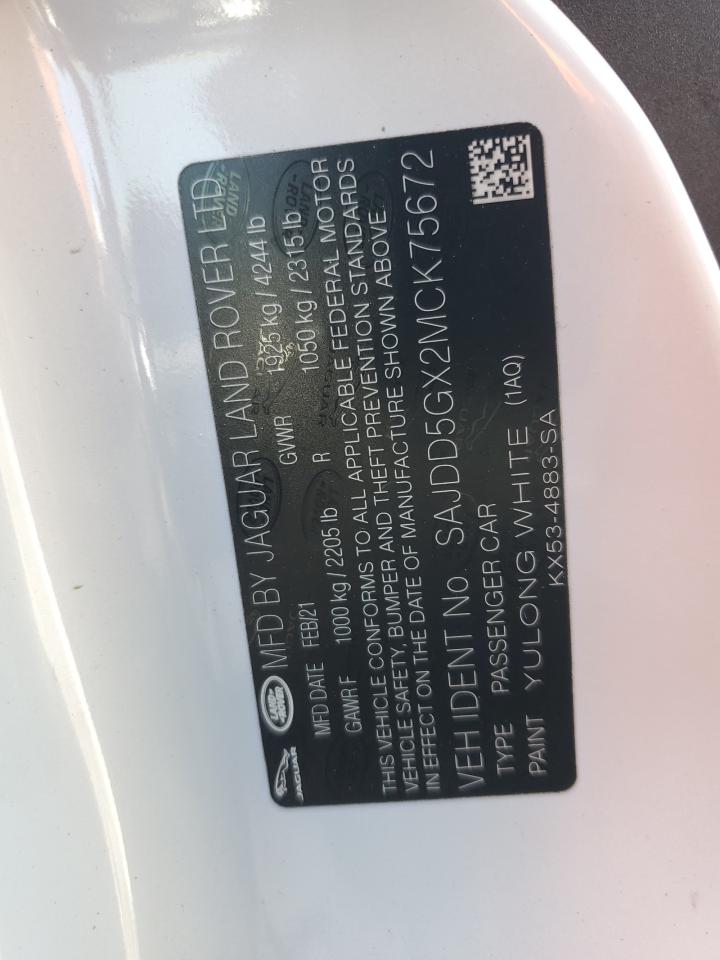 JAGUAR LAND ROVER MFD BY JAGUAR LAND ROVER LTD
MFD DATE FEB/21 GVWR 1925 kg / 4244 lb
GAWR F 1000 kg / 2205 lb R 1050 kg / 2315 lb
THIS VEHICLE CONFORMS TO ALL APPLICABLE FEDERAL MOTOR
VEHICLE SAFETY, BUMPER AND THEFT PREVENTION STANDARDS
IN EFFECT ON THE DATE OF MANUFACTURE SHOWN ABOVE.
VEH IDENT No SAJDD5GX2MCK75672
TYPE PASSENGER CAR
PAINT YULONG WHITE (1AQ)
KX53-4883-SA